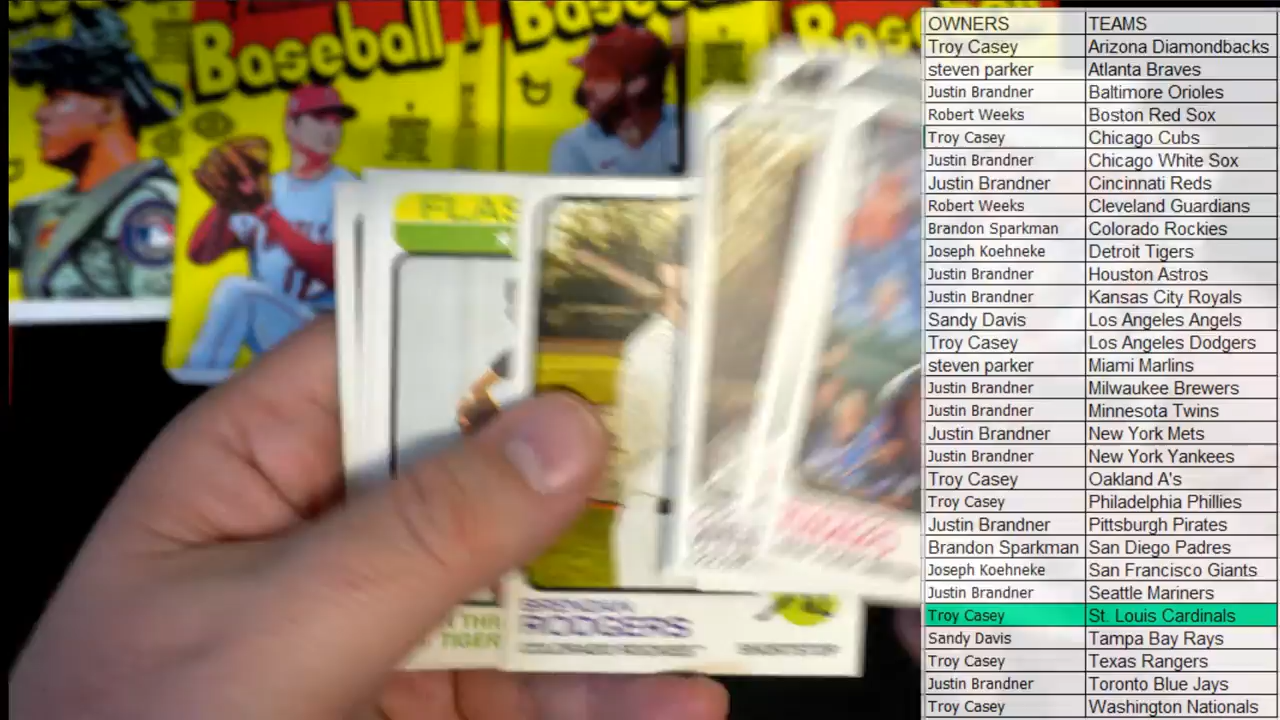 Baseball
Baseball
Baseball
FLAS
BRENDAN
RODGERS
COLORADO ROCKIES
N THR
TIGER
OWNERS TEAMS
Troy Casey Arizona Diamondbacks
steven parker Atlanta Braves
Justin Brandner Baltimore Orioles
Robert Weeks Boston Red Sox
Troy Casey Chicago Cubs
Justin Brandner Chicago White Sox
Justin Brandner Cincinnati Reds
Robert Weeks Cleveland Guardians
Brandon Sparkman Colorado Rockies
Joseph Koehneke Detroit Tigers
Justin Brandner Houston Astros
Justin Brandner Kansas City Royals
Sandy Davis Los Angeles Angels
Troy Casey Los Angeles Dodgers
steven parker Miami Marlins
Justin Brandner Milwaukee Brewers
Justin Brandner Minnesota Twins
Justin Brandner New York Mets
Justin Brandner New York Yankees
Troy Casey Oakland A's
Troy Casey Philadelphia Phillies
Justin Brandner Pittsburgh Pirates
Brandon Sparkman San Diego Padres
Joseph Koehneke San Francisco Giants
Justin Brandner Seattle Mariners
Troy Casey St. Louis Cardinals
Sandy Davis Tampa Bay Rays
Troy Casey Texas Rangers
Justin Brandner Toronto Blue Jays
Troy Casey Washington Nationals